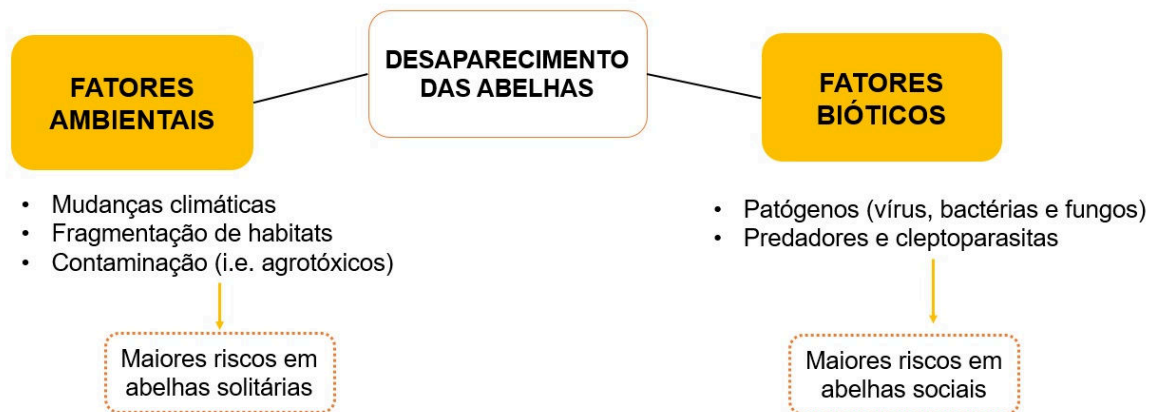 DESAPARECIMENTO
DAS ABELHAS
FATORES
AMBIENTAIS
• Mudanças climáticas
• Fragmentação de habitats
• Contaminação (i.e. agrotóxicos)
Maiores riscos em
abelhas solitárias
FATORES
BIÓTICOS
• Patógenos (vírus, bactérias e fungos)
• Predadores e cleptoparasitas
Maiores riscos em
abelhas sociais